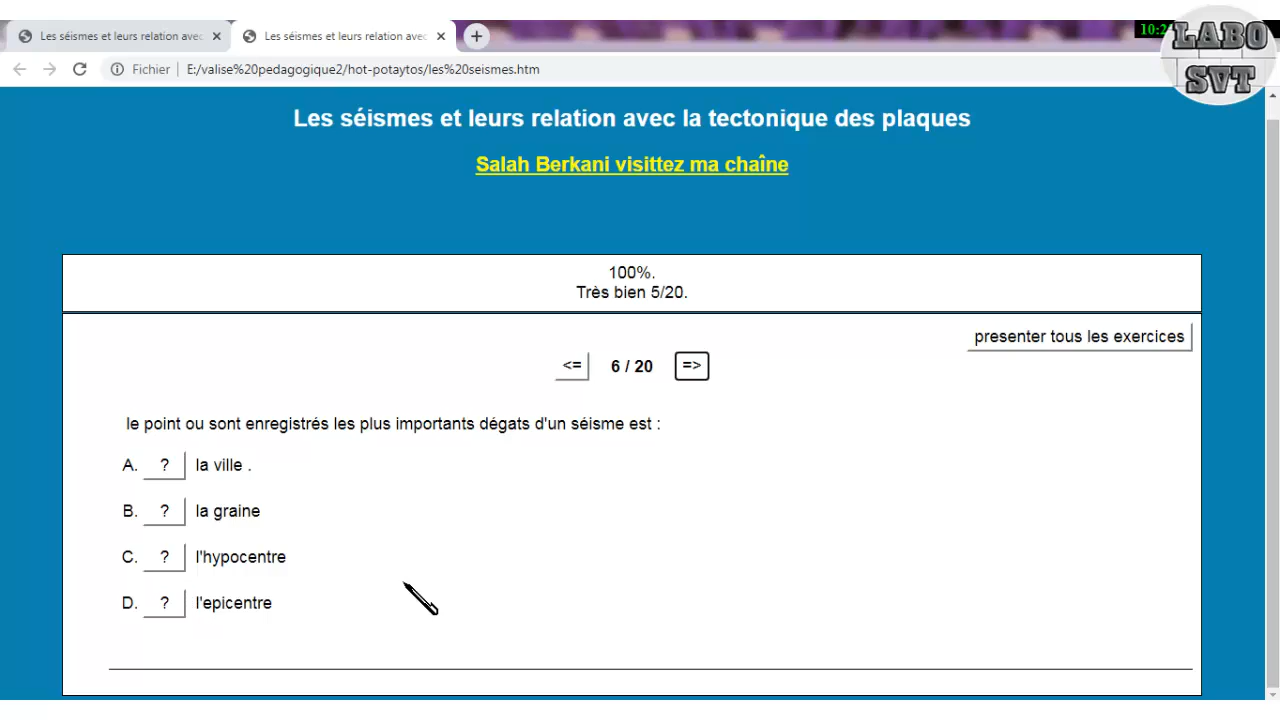 Les séismes et leurs relation avec
Les séismes et leurs relation avec
Fichier
E:/valise%20pedagogique2/hot-potaytos/les%20seismes.htm
LABO
SVT
Les séismes et leurs relation avec la tectonique des plaques
Salah Berkani visittez ma chaîne
100%.
Très bien 5/20.
presenter tous les exercices
<= 6 / 20 =>
le point ou sont enregistrés les plus importants dégats d'un séisme est :
A. ? la ville .
B. ? la graine
C. ? l'hypocentre
D. ? l'epicentre